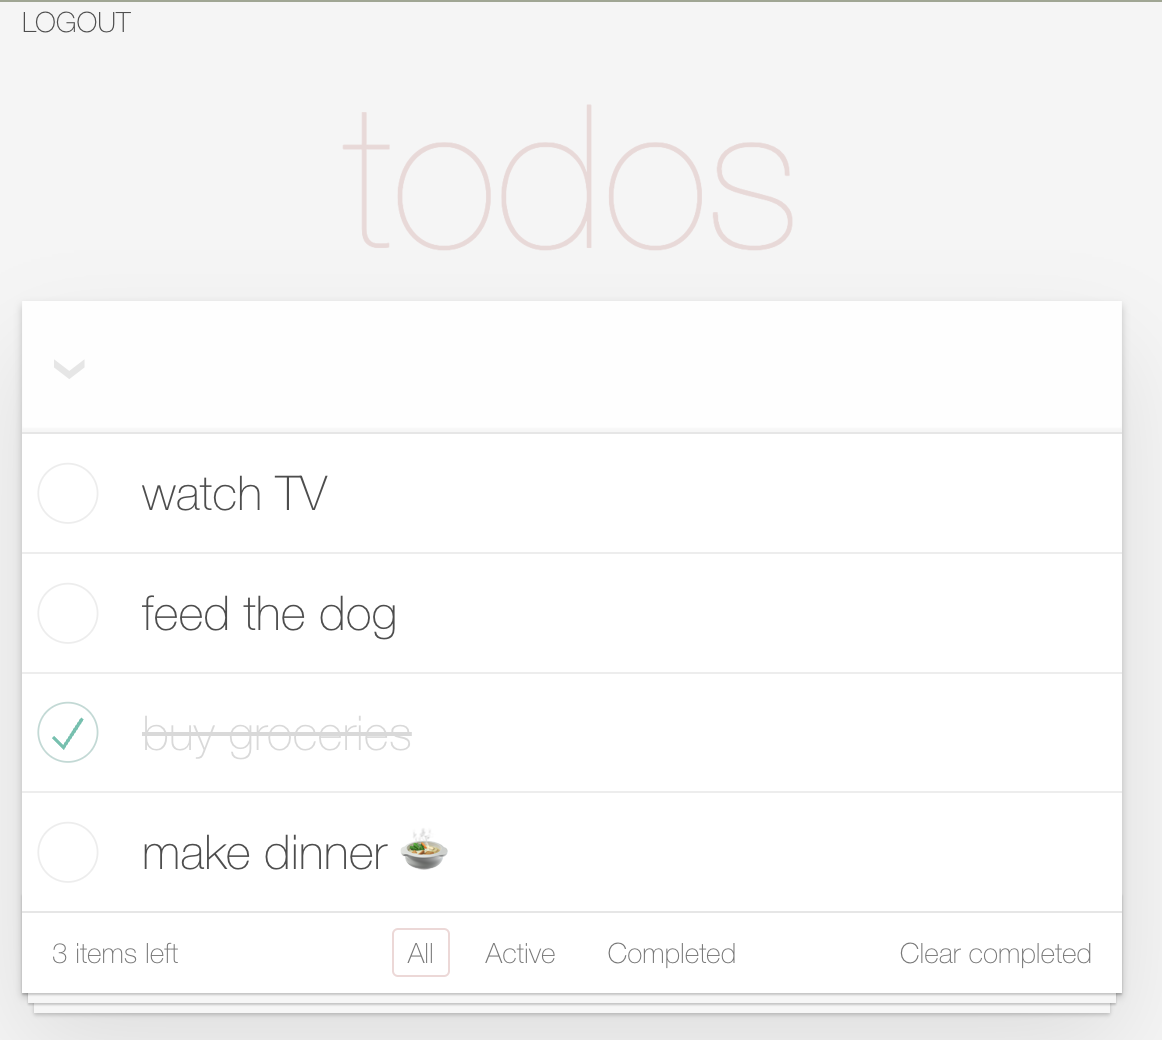 LOGOUT
todos
watch TV
feed the dog
buy groceries
make dinner 🍲
3 items left All Active Completed Clear completed